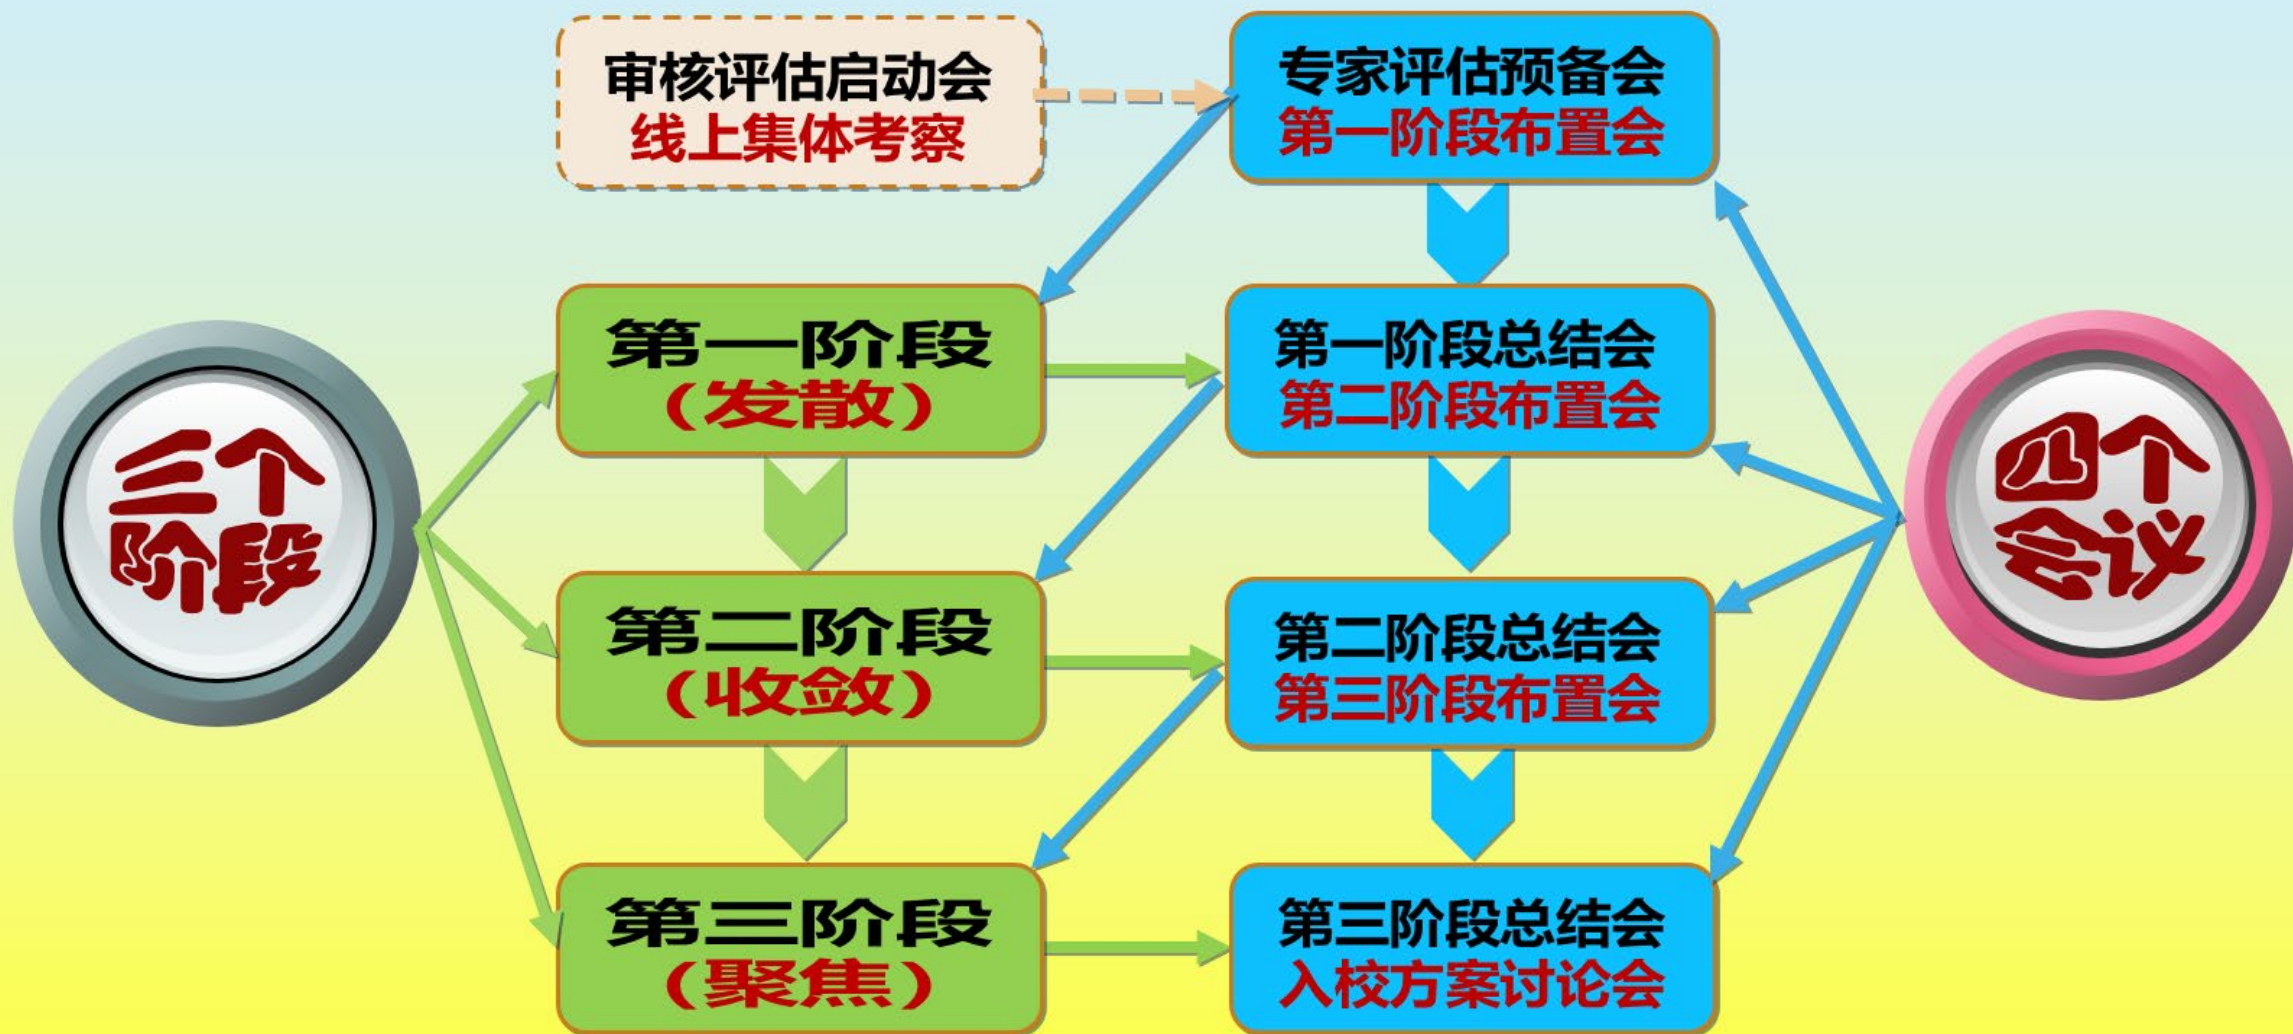 审核评估启动会
线上集体考察
专家评估预备会
第一阶段布置会
第一阶段
（发散）
第一阶段总结会
第二阶段布置会
三个
阶段
四个
会议
第二阶段
（收敛）
第二阶段总结会
第三阶段布置会
第三阶段
（聚焦）
第三阶段总结会
入校方案讨论会